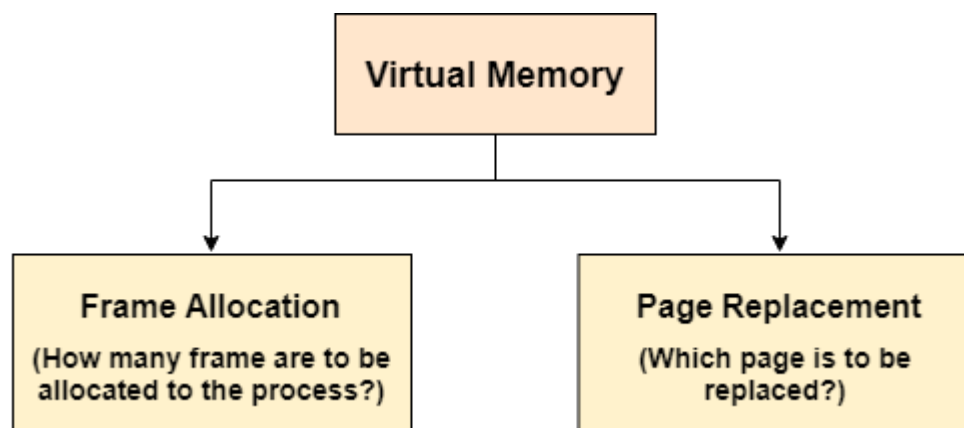 Virtual Memory
Frame Allocation
(How many frame are to be
allocated to the process?)
Page Replacement
(Which page is to be
replaced?)